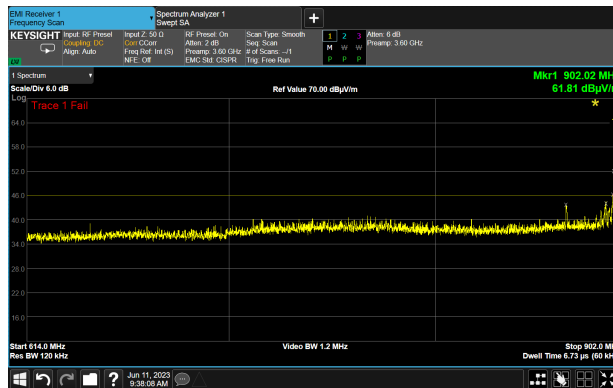 EMI Receiver 1
Frequency Scan
Spectrum Analyzer 1
Swept SA
KEYSIGHT
Input: RF Presel
Coupling: DC
Align: Auto
Input Z: 50 Ω
Corr CCorr
Freq Ref: Int (S)
NFE: Off
RF Presel: On
Atten: 2 dB
Preamp: 3.60 GHz
EMC Std: CISPR
Scan Type: Smooth
Seq: Scan
# of Scans: --/1
Trig: Free Run
1 2 3
M W W
P P P
Atten: 6 dB
Preamp: 3.60 GHz
1 Spectrum
Scale/Div 6.0 dB
Ref Value 70.00 dBµV/m
Mkr1 902.02 MH
61.81 dBµV/
Log
Trace 1 Fail
64.0
58.0
52.0
46.0
40.0
34.0
28.0
22.0
16.0
Start 614.0 MHz
Res BW 120 kHz
Video BW 1.2 MHz
Stop 902.0 M
Dwell Time 6.73 µs (60 kH
Jun 11, 2023
9:38:08 AM